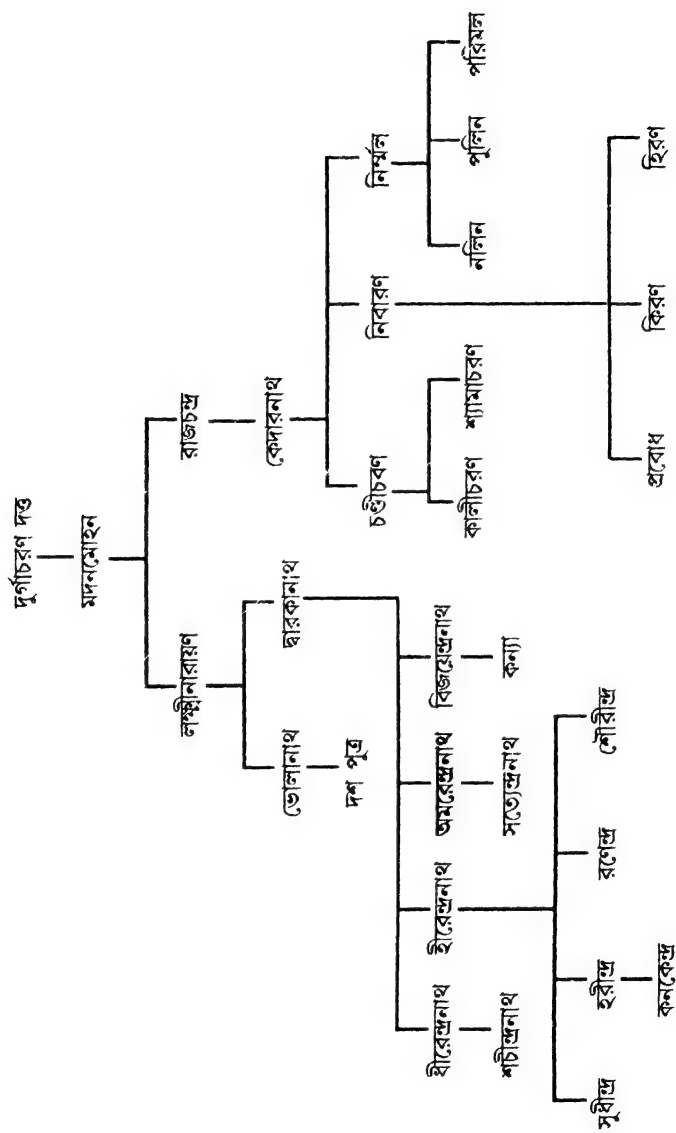 দুর্গাচরণ দত্ত
মদনমোহন
লক্ষ্মীনারায়ণ রাজচন্দ্র
ভোলানাথ দ্বারকানাথ কেদারনাথ
দশ পুত্র
চণ্ডীচরণ নিবারণ নির্ম্মল
ধীরেন্দ্রনাথ হীরেন্দ্রনাথ অমরেন্দ্রনাথ বিজয়েন্দ্রনাথ
কালীচরণ শ্যামাচরণ নলিন পুলিন পরিমল
শচীন্দ্রনাথ সত্যেন্দ্রনাথ কন্যা
সুধীন্দ্র হরীন্দ্র রণেন্দ্র শৌরীন্দ্র
প্রবোধ কিরণ হিরণ
কনকেন্দ্র